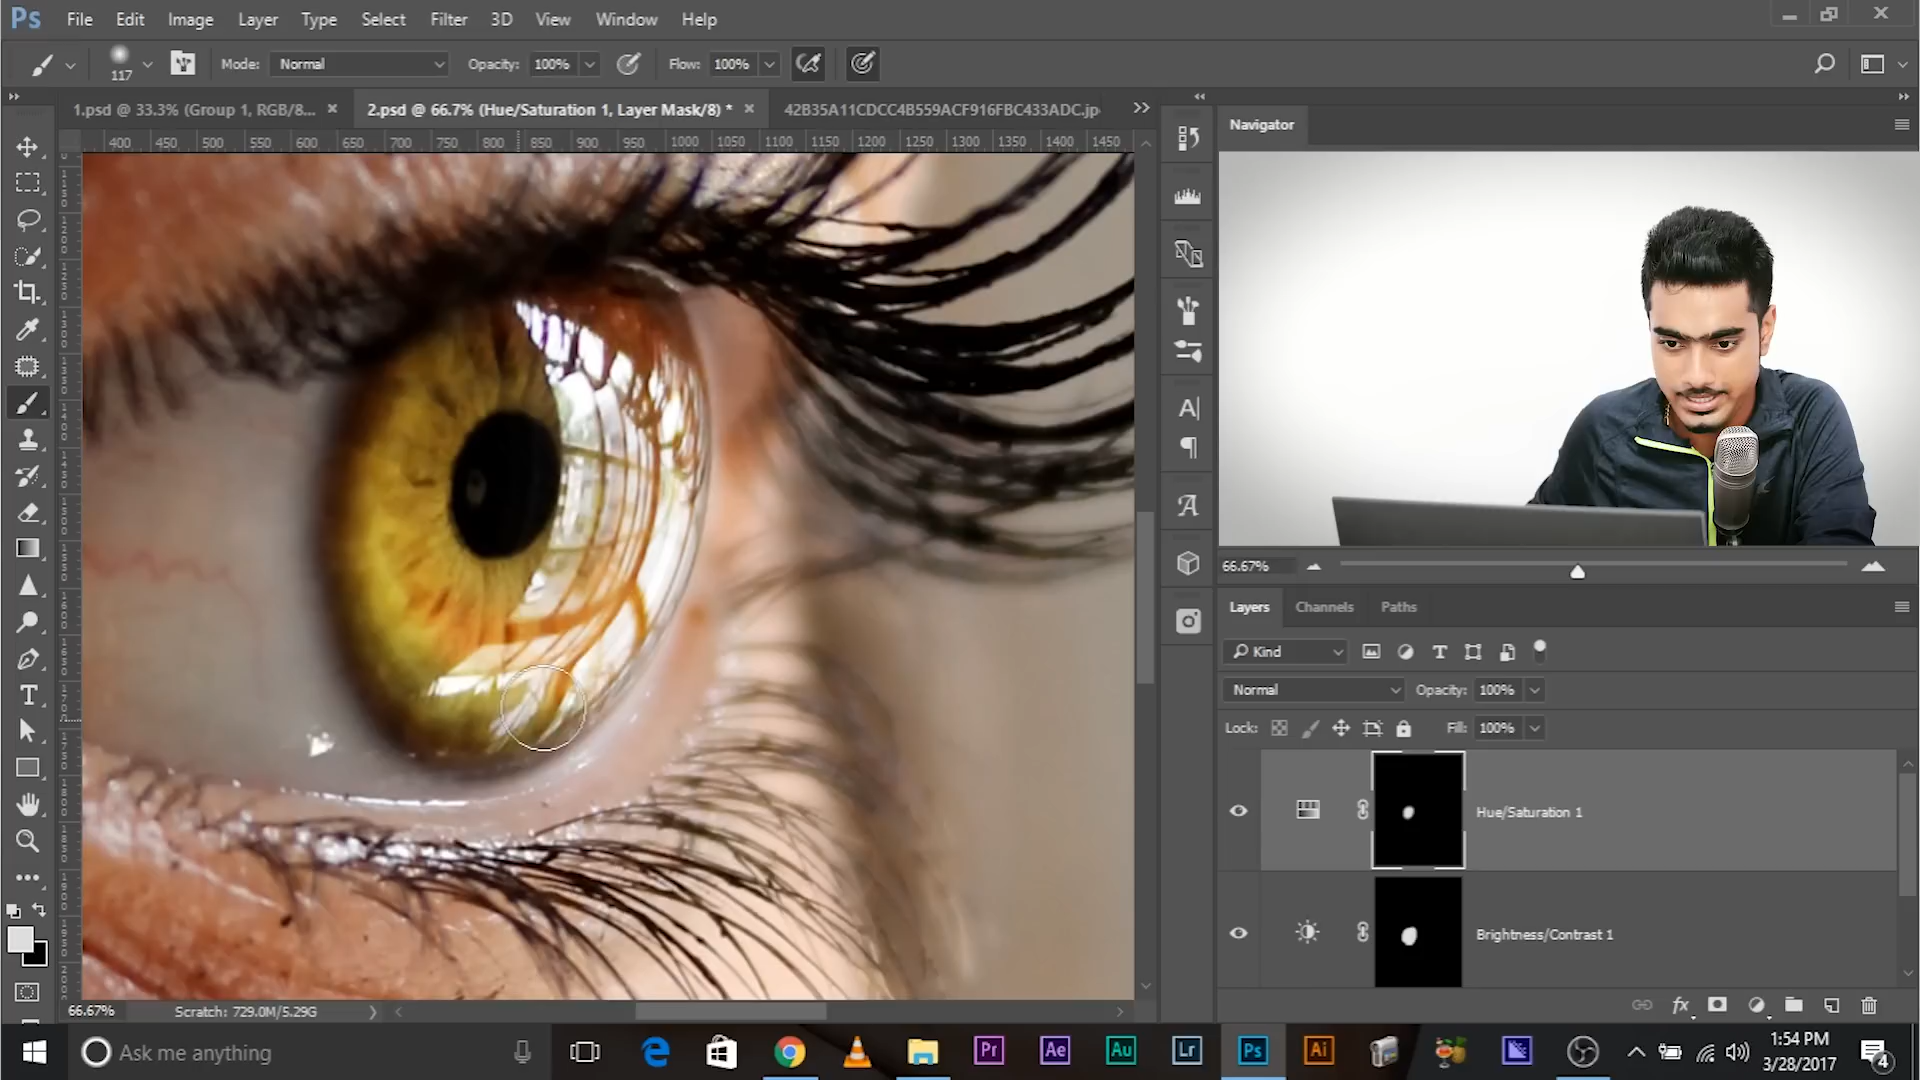 Ps File Edit Image Layer Type Select Filter 3D View Window Help
117 Mode: Normal Opacity: 100% Flow: 100%
1.psd @ 33.3% (Group 1, RGB/8... × 2.psd @ 66.7% (Hue/Saturation 1, Layer Mask/8) * × 42B35A11CDCC4B559ACF916FBC433ADC.jp
400 450 500 550 600 650 700 750 800 850 900 950 1000 1050 1100 1150 1200 1250 1300 1350 1400 1450
Navigator
66.67%
Layers Channels Paths
Kind
Normal Opacity: 100%
Lock: Fill: 100%
Hue/Saturation 1
Brightness/Contrast 1
fx
66.67% Scratch: 729.0M/5.29G
Ask me anything
Pr Ae Au Lr Ps Ai
1:54 PM
3/28/2017
4